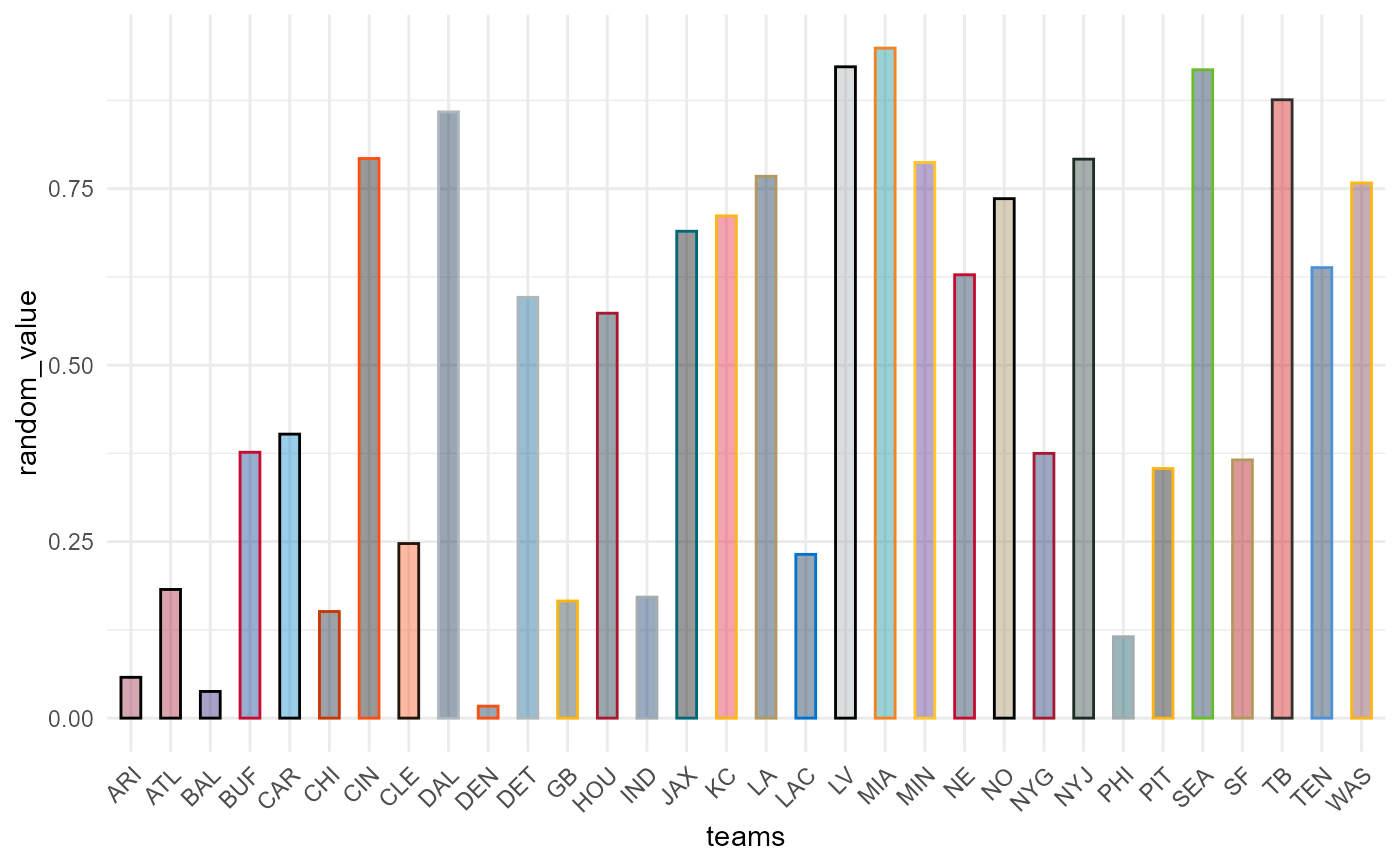 random_value
0.75
0.50
0.25
0.00
ARI ATL BAL BUF CAR CHI CIN CLE DAL DEN DET GB HOU IND JAX KC LA LAC LV MIA MIN NE NO NYG NYJ PHI PIT SEA SF TB TEN WAS
teams